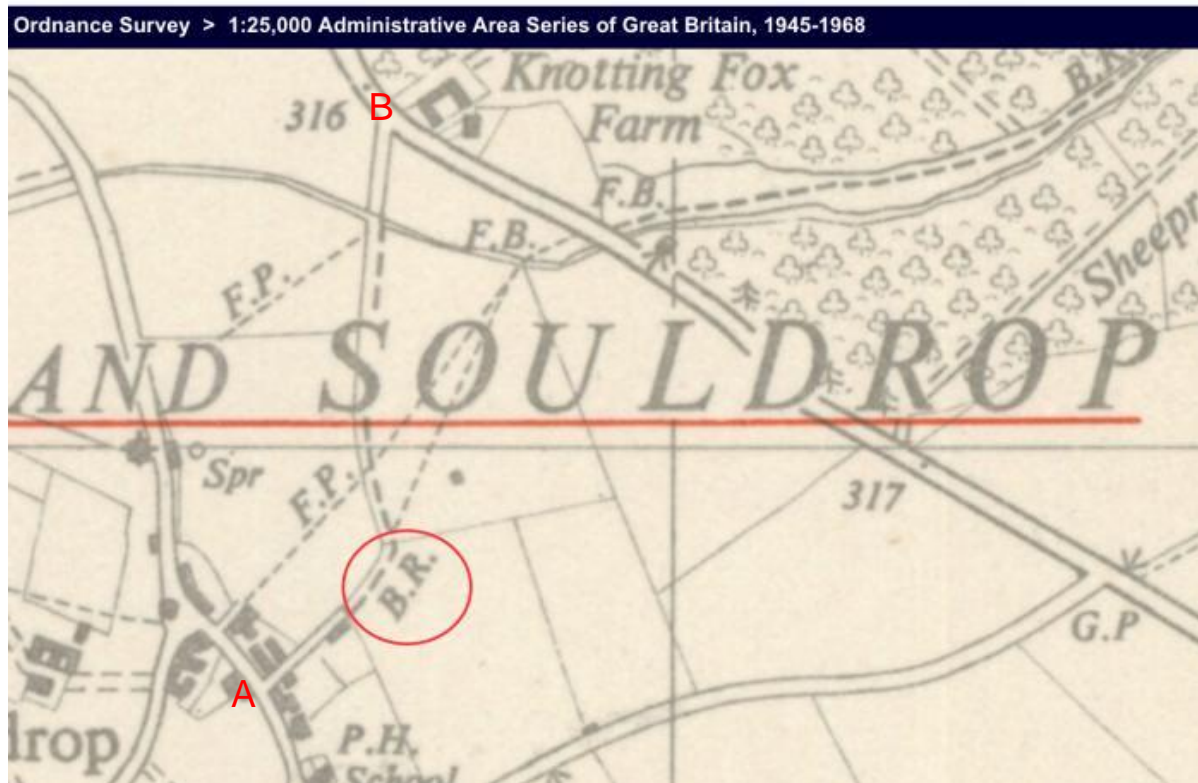 Ordnance Survey > 1:25,000 Administrative Area Series of Great Britain, 1945-1968
Knotting Fox
Farm
316
B
F.B.
F.B.
F.P.
AND SOULDROP
Spr
F.P.
317
B.R.
G.P
A
P.H.
School